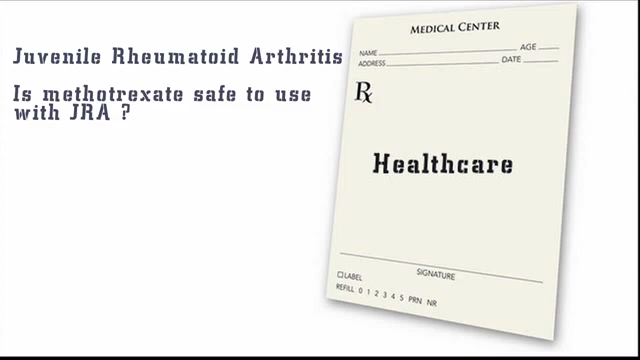 Juvenile Rheumatoid Arthritis
Is methotrexate safe to use
with JRA ?
MEDICAL CENTER
NAME AGE
ADDRESS DATE
Rx
Healthcare
SIGNATURE
LABEL
REFILL 0 1 2 3 4 5 PRN NR